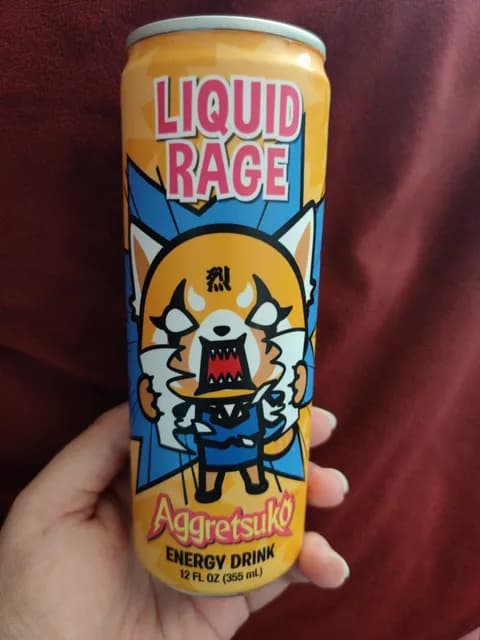 LIQUID
RAGE
烈
Aggretsuko
ENERGY DRINK
12 FL OZ (355 mL)